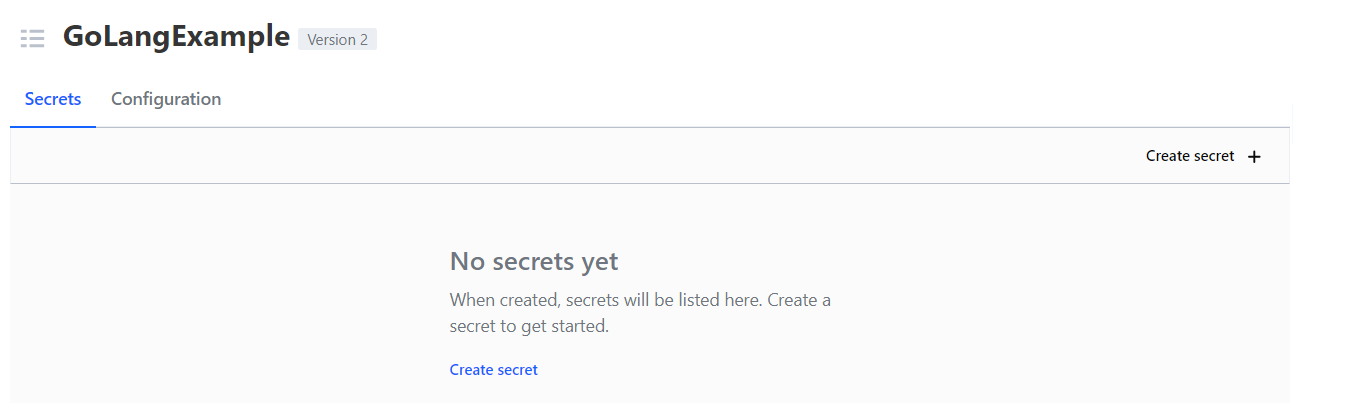 GoLangExample Version 2
Secrets Configuration
Create secret +
No secrets yet
When created, secrets will be listed here. Create a
secret to get started.
Create secret